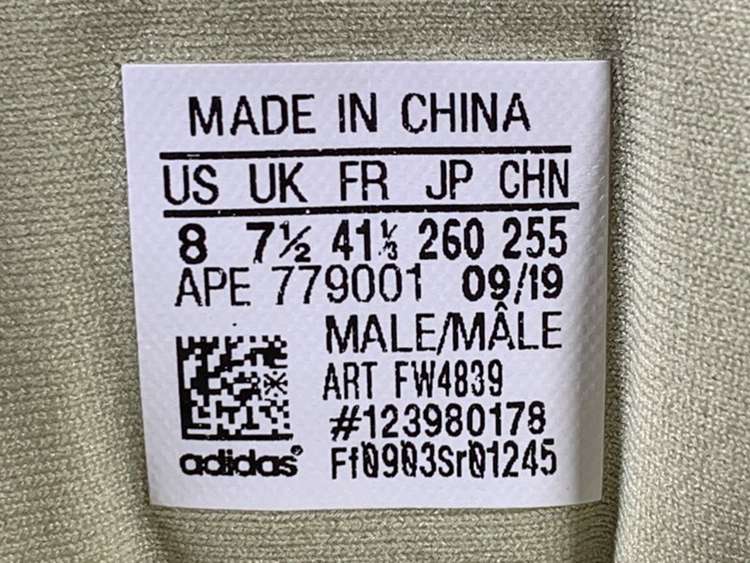 MADE IN CHINA
US UK FR JP CHN
8 7½ 41⅓ 260 255
APE 779001 09/19
MALE/MÂLE
ART FW4839
#123980178
adidas® Ff0903Sr01245